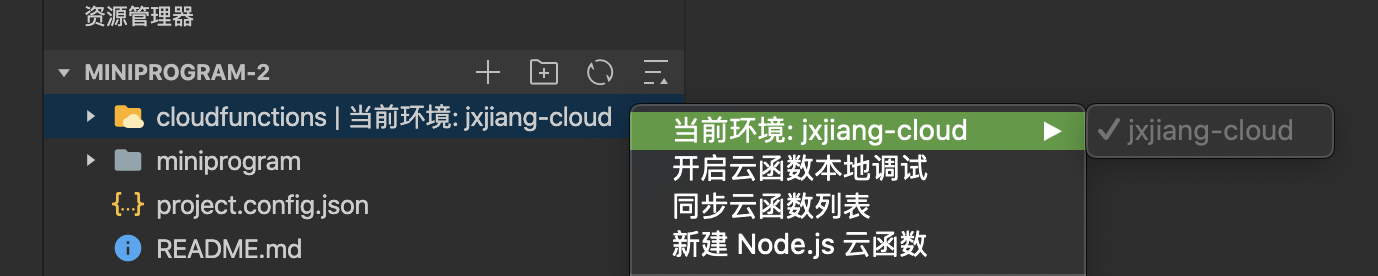 资源管理器
MINIPROGRAM-2
cloudfunctions | 当前环境: jxjiang-cloud
当前环境: jxjiang-cloud
jxjiang-cloud
开启云函数本地调试
miniprogram
同步云函数列表
project.config.json
新建 Node.js 云函数
README.md